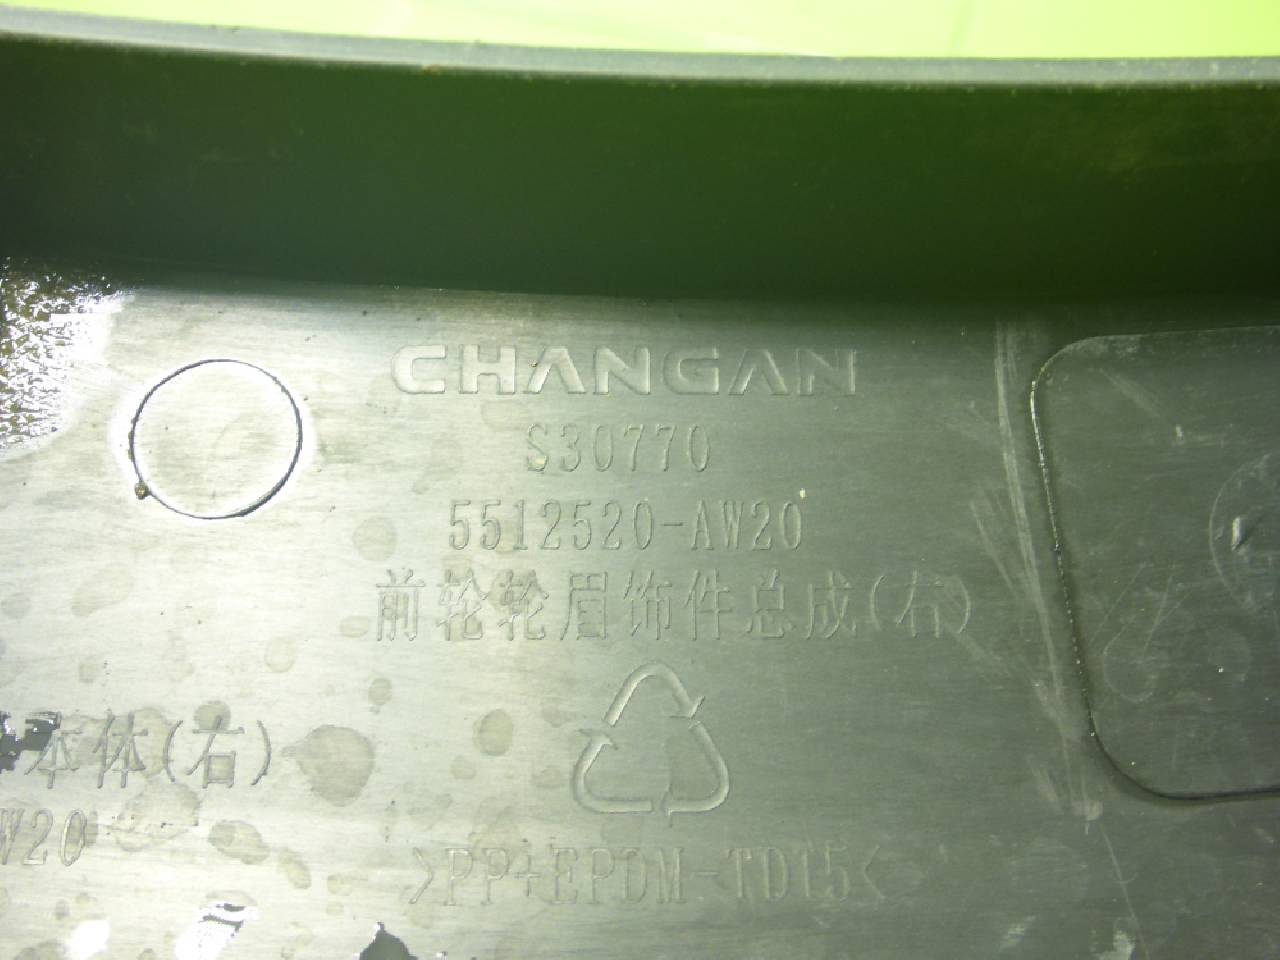 CHANGAN
S30770
5512520-AW20
前轮轮眉饰件总成(右)
本体(右)
W20
>PP+EPDM-TD15<